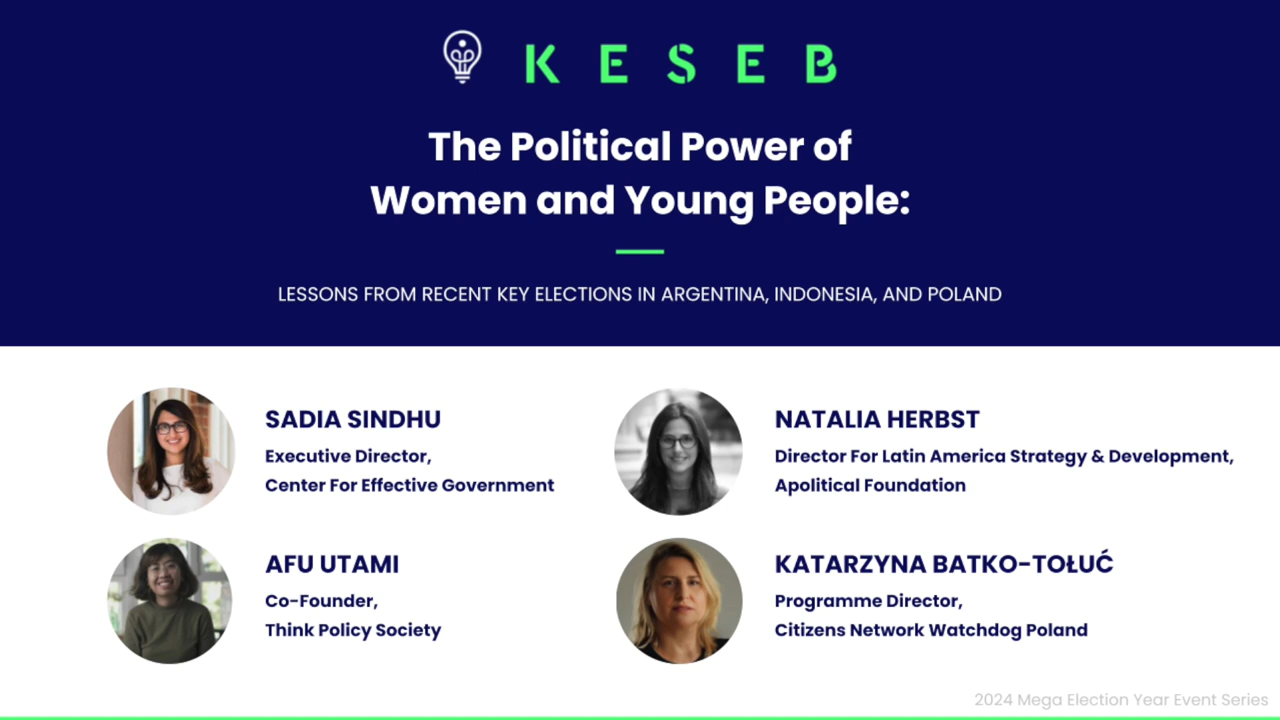 KESEB
The Political Power of
Women and Young People:
LESSONS FROM RECENT KEY ELECTIONS IN ARGENTINA, INDONESIA, AND POLAND
SADIA SINDHU
Executive Director,
Center For Effective Government
NATALIA HERBST
Director For Latin America Strategy & Development,
Apolitical Foundation
AFU UTAMI
Co-Founder,
Think Policy Society
KATARZYNA BATKO-TOŁUĆ
Programme Director,
Citizens Network Watchdog Poland
2024 Mega Election Year Event Series